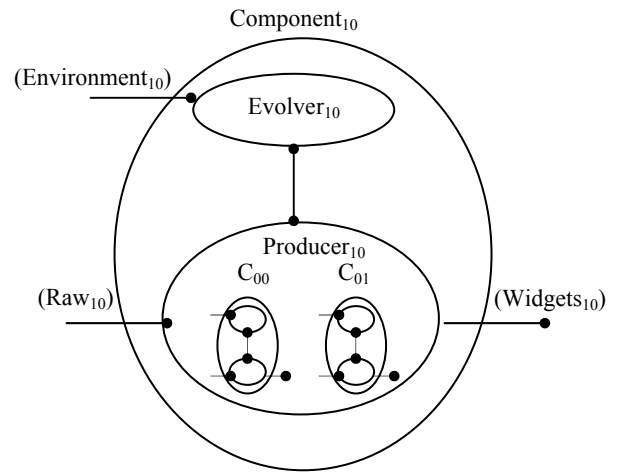 Component₁₀
(Environment₁₀)
Evolver₁₀
Producer₁₀
C₀₀ C₀₁
(Raw₁₀)
(Widgets₁₀)